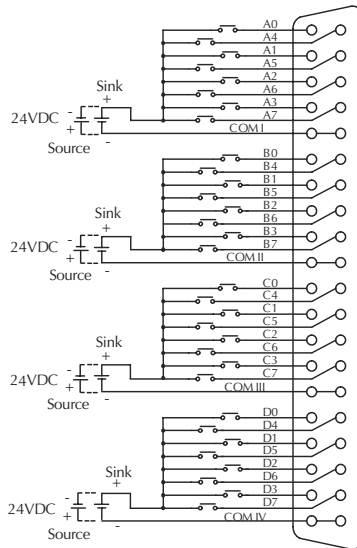 A0
A4
A1
A5
A2
A6
A3
A7
COM I
Sink
- +
24VDC
+ -
Source
B0
B4
B1
B5
B2
B6
B3
B7
COM II
Sink
- +
24VDC
+ -
Source
C0
C4
C1
C5
C2
C6
C3
C7
COM III
Sink
- +
24VDC
+ -
Source
D0
D4
D1
D5
D2
D6
D3
D7
COM IV
Sink
- +
24VDC
+ -
Source